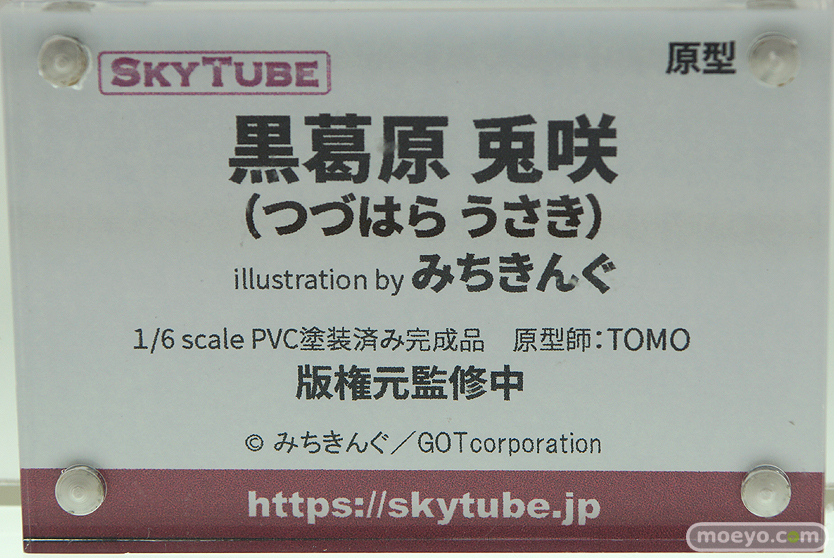 SKYTUBE
原型
黒葛原 兎咲
(つづはら うさき)
illustration by みちきんぐ
1/6 scale PVC塗装済み完成品 原型師:TOMO
版権元監修中
© みちきんぐ/GOTcorporation
https://skytube.jp
moeyo.com